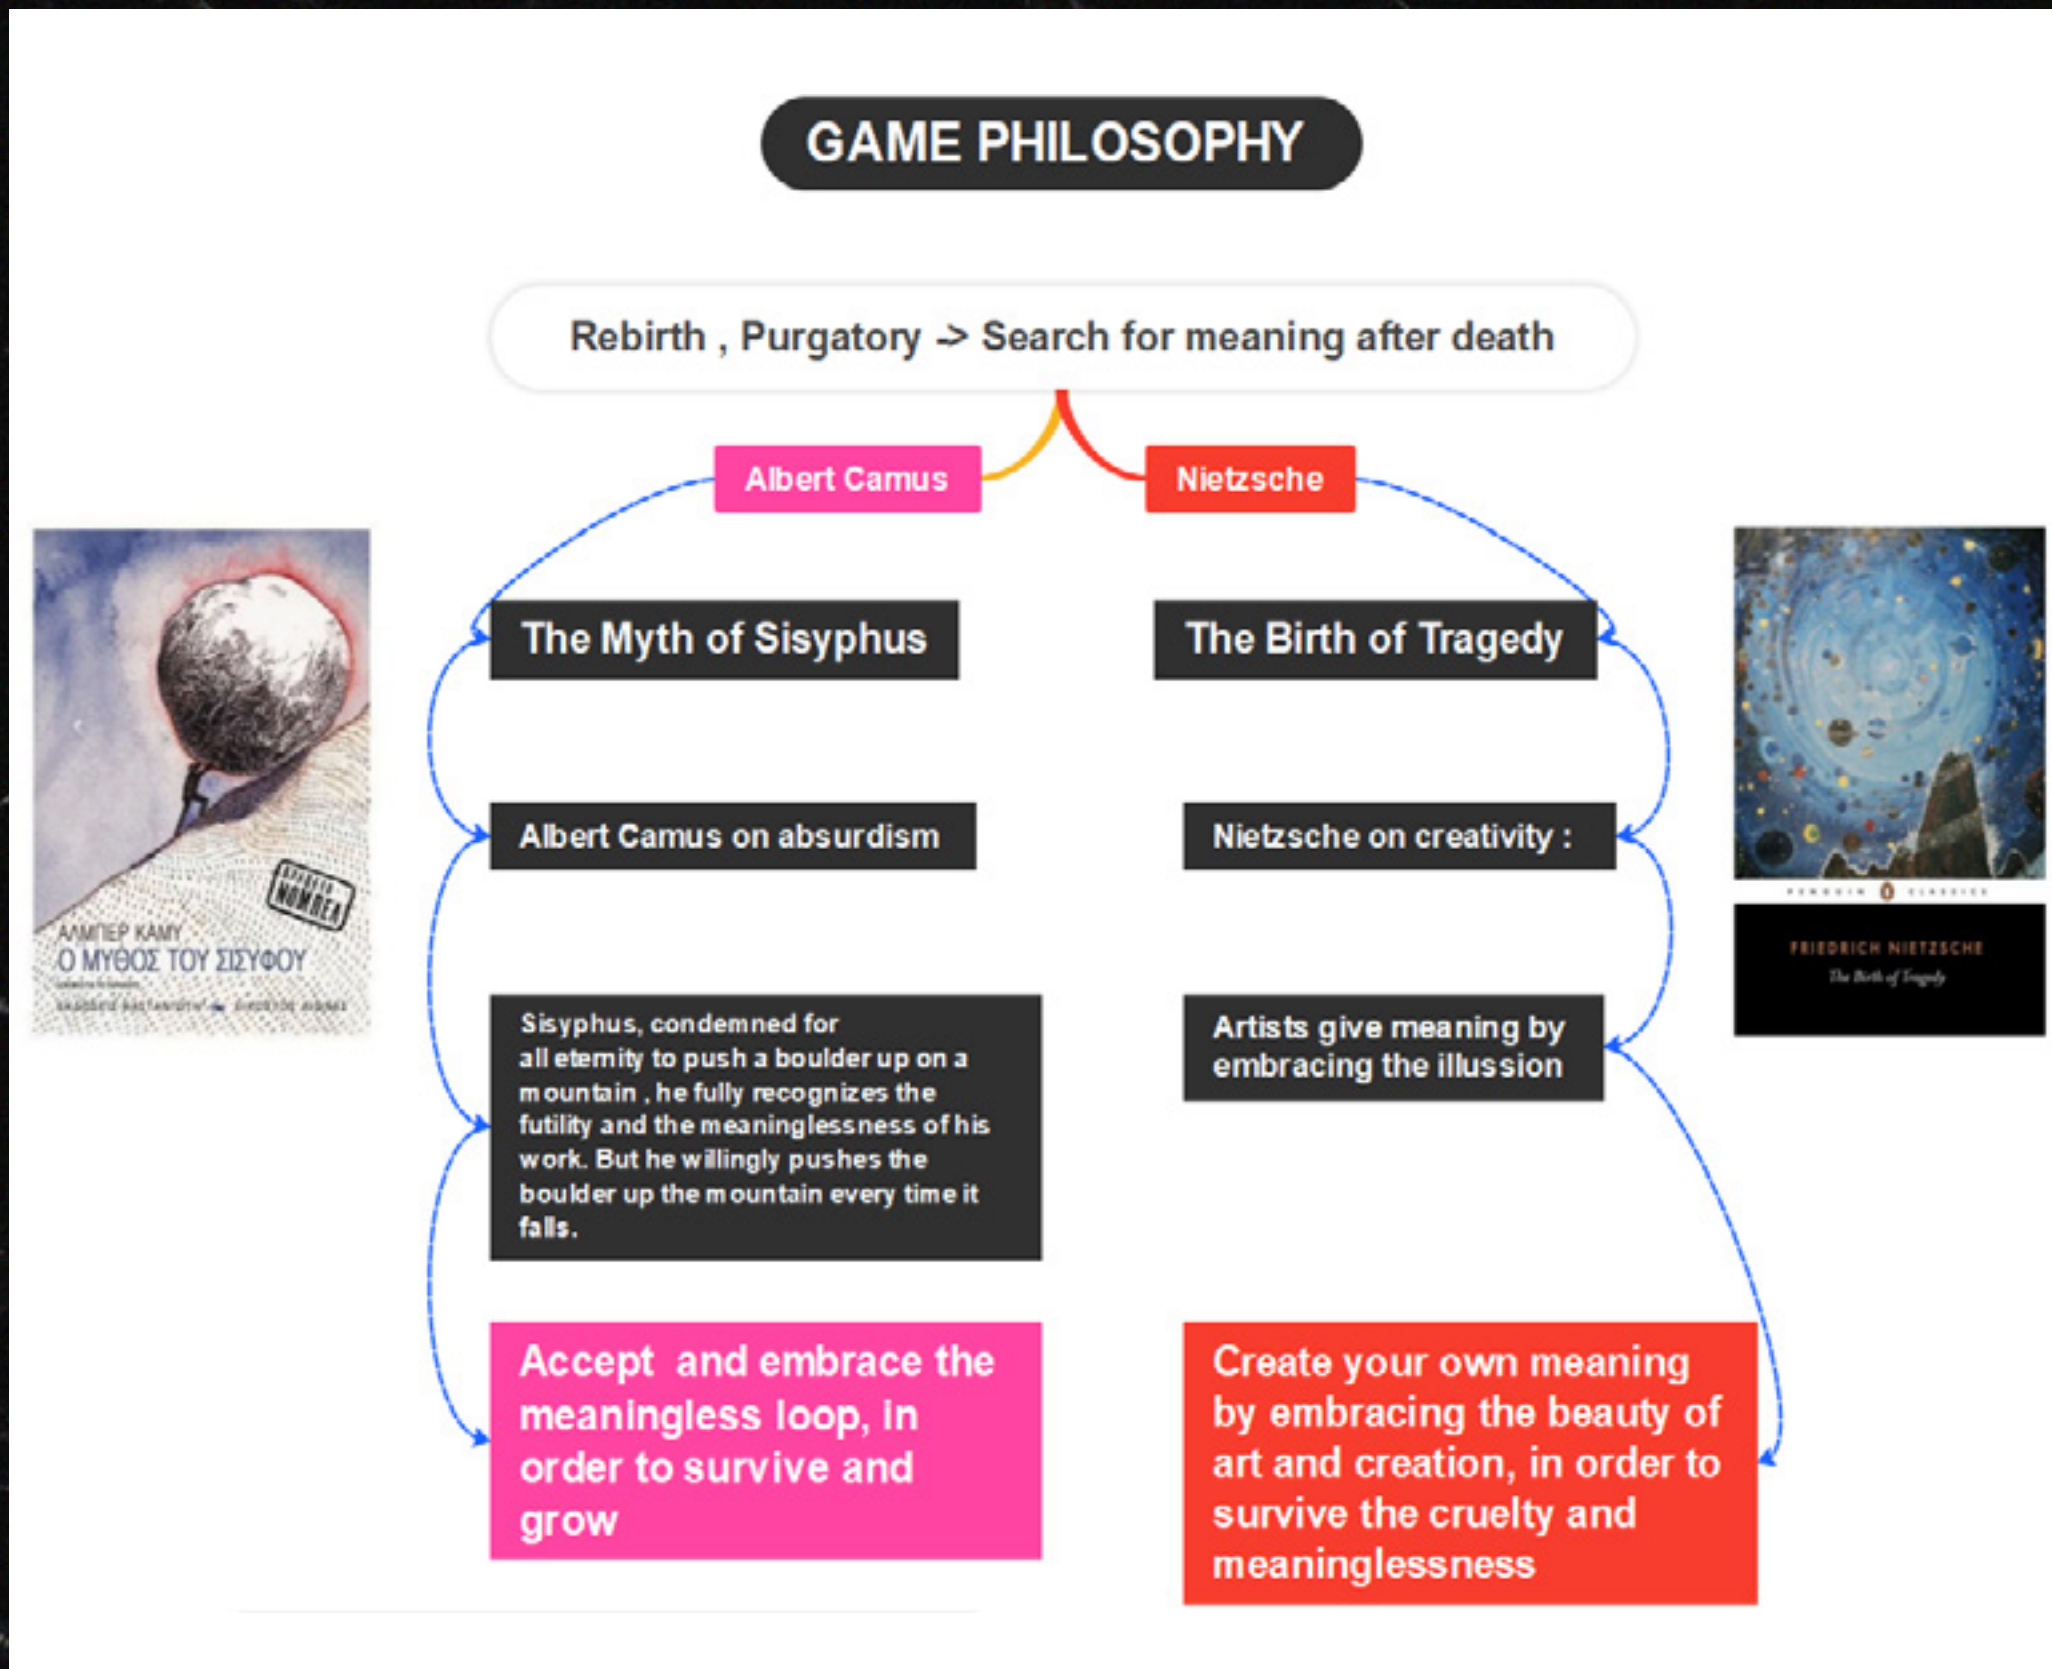 GAME PHILOSOPHY
Rebirth , Purgatory -> Search for meaning after death
Albert Camus
Nietzsche
The Myth of Sisyphus
The Birth of Tragedy
Albert Camus on absurdism
Nietzsche on creativity :
Sisyphus, condemned for
all eternity to push a boulder up on a
mountain , he fully recognizes the
futility and the meaninglessness of his
work. But he willingly pushes the
boulder up the mountain every time it
falls.
Artists give meaning by
embracing the illussion
Accept and embrace the
meaningless loop, in
order to survive and
grow
Create your own meaning
by embracing the beauty of
art and creation, in order to
survive the cruelty and
meaninglessness
ΝΟΜΠΕΛ
ΑΛΜΠΕΡ ΚΑΜΥ
Ο ΜΥΘΟΣ ΤΟΥ ΣΙΣΥΦΟΥ
PENGUIN CLASSICS
FRIEDRICH NIETZSCHE
The Birth of Tragedy